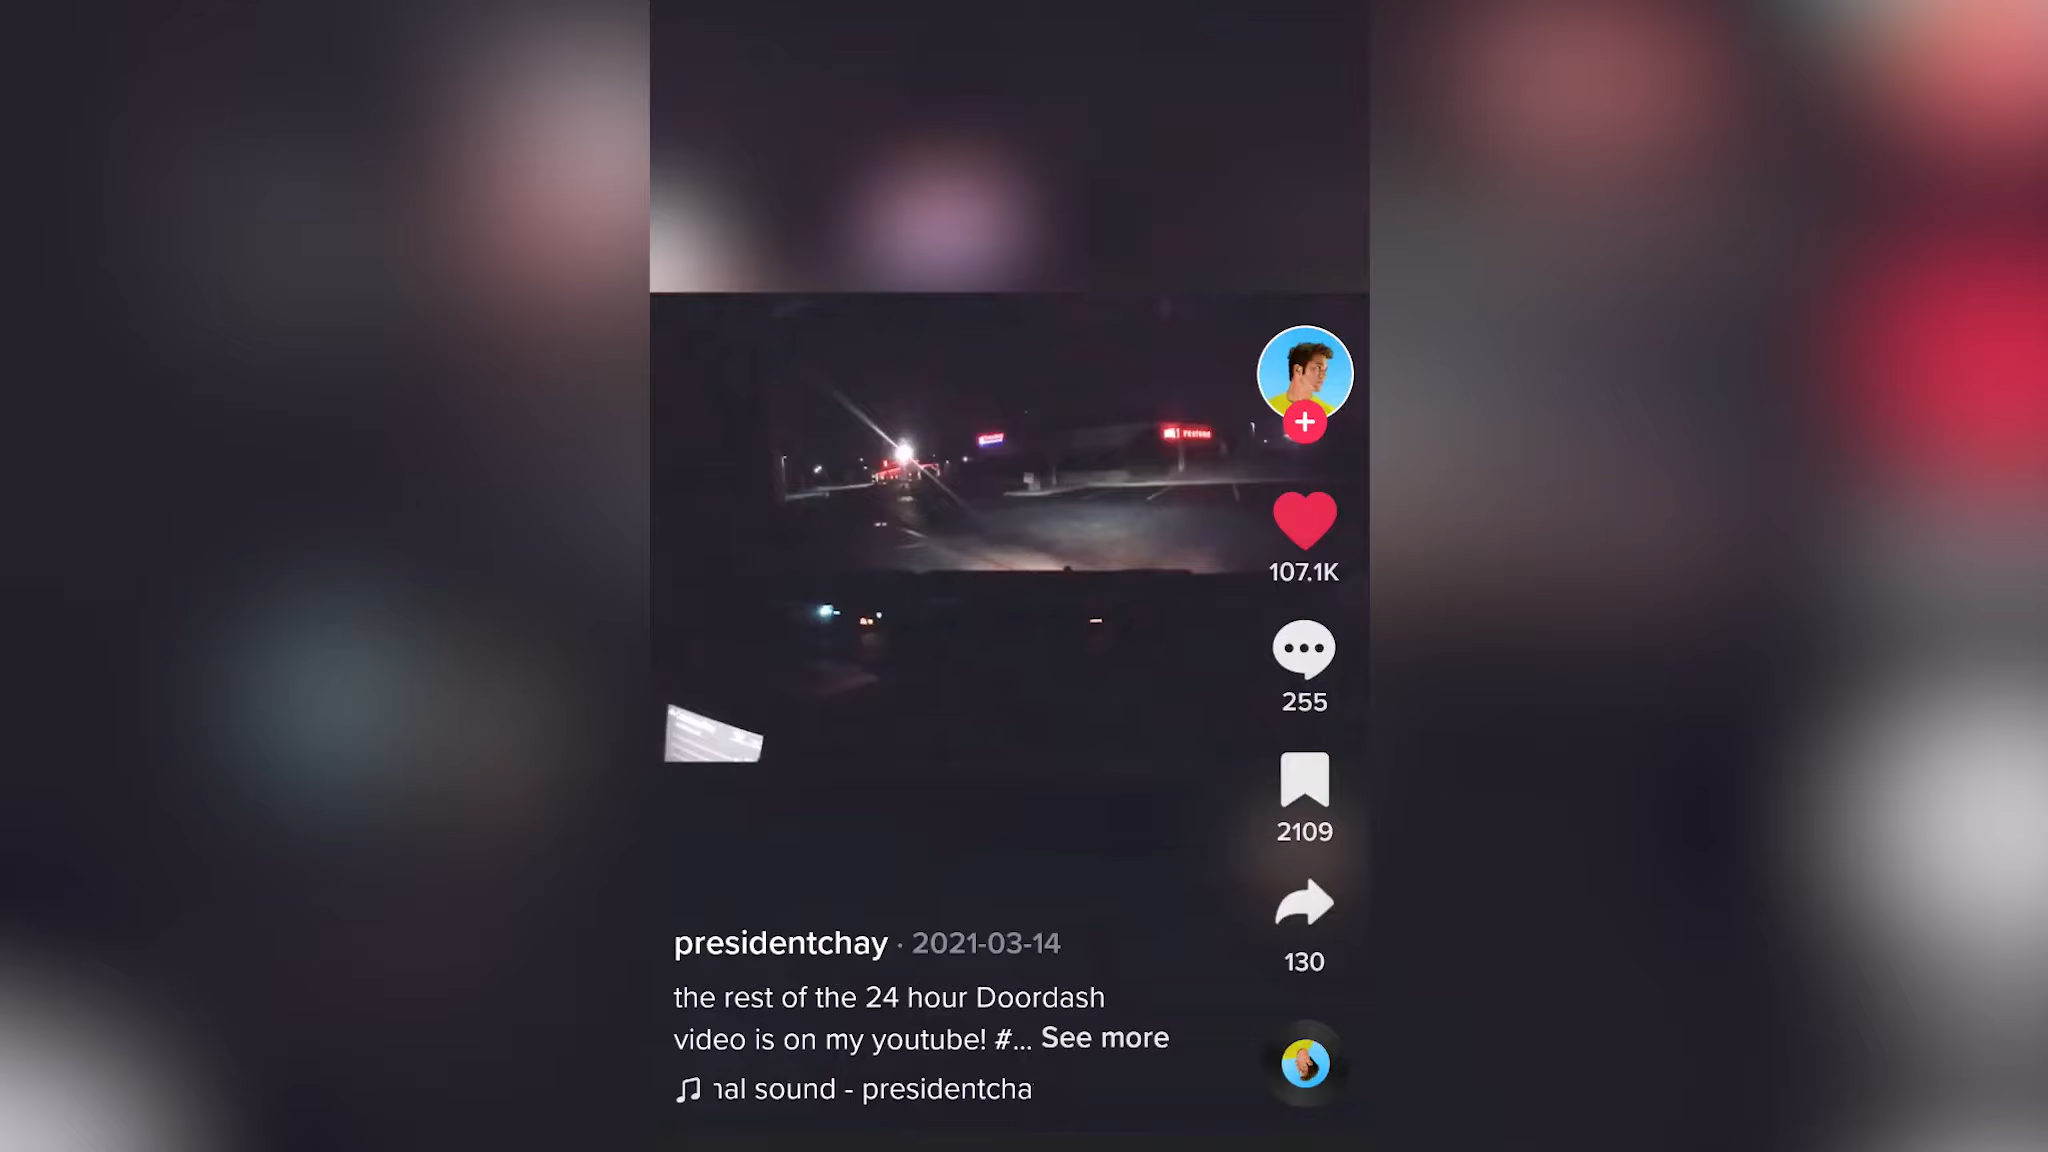 107.1K
255
2109
130
presidentchay · 2021-03-14
the rest of the 24 hour Doordash
video is on my youtube! #... See more
nal sound - presidentcha